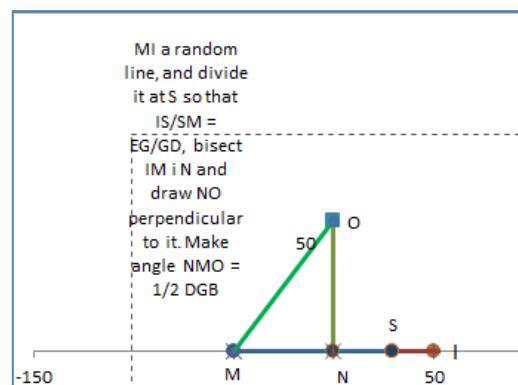 MI a random
line, and divide
it at S so that
IS/SM =
EG/GD, bisect
IM i N and
draw NO
perpendicular
to it. Make
angle NMO =
1/2 DGB
O
50
S
I
-150
M
N
50